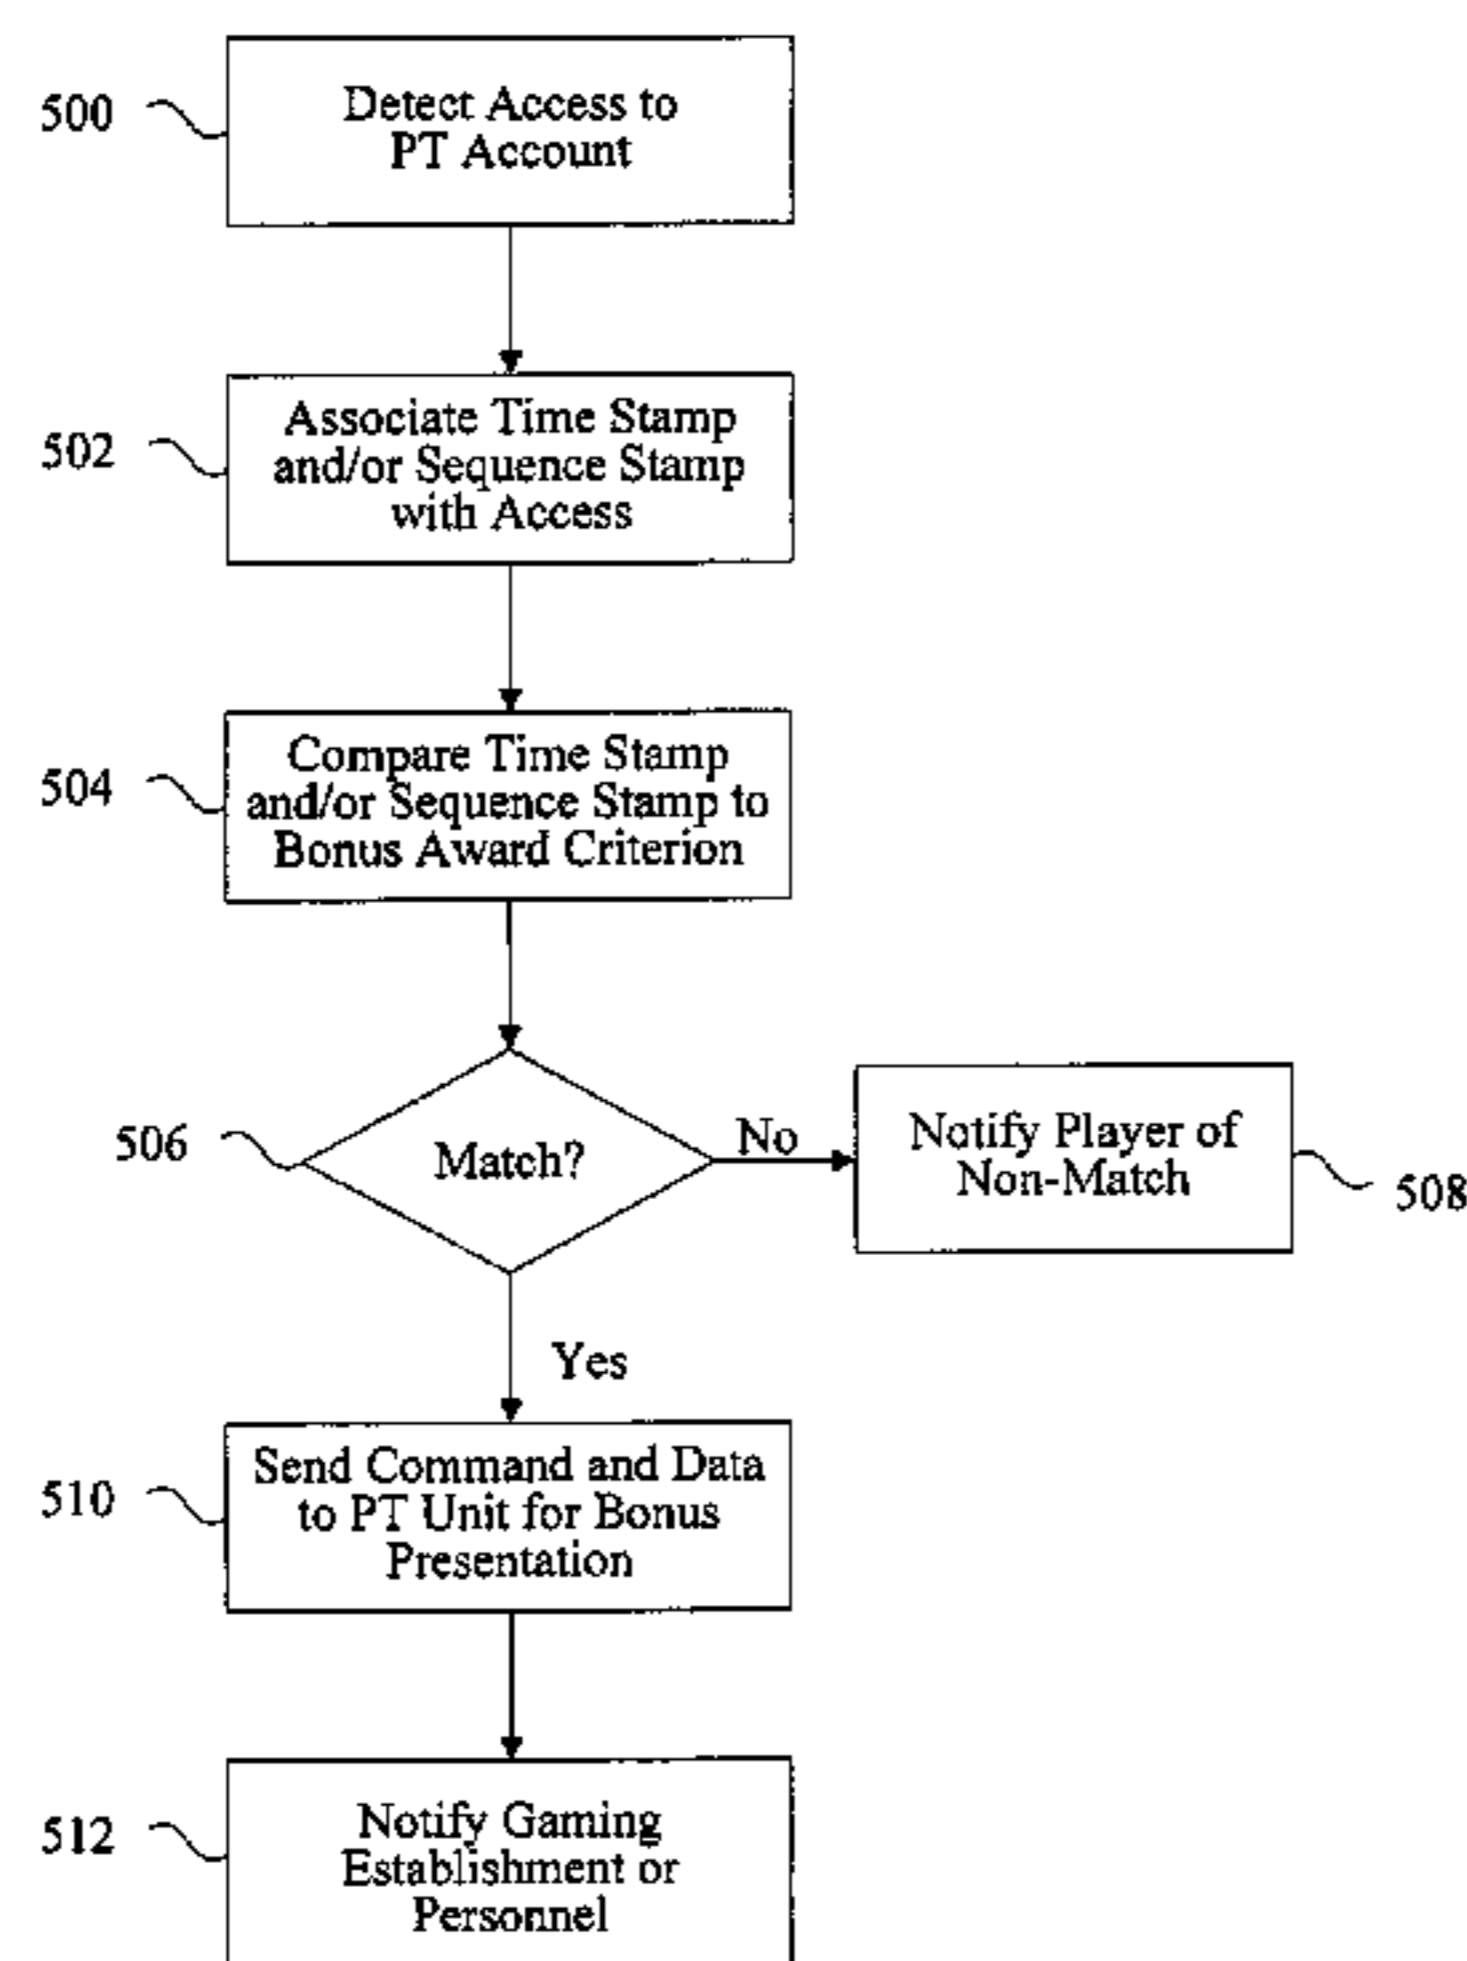 500
Detect Access to
PT Account
502
Associate Time Stamp
and/or Sequence Stamp
with Access
504
Compare Time Stamp
and/or Sequence Stamp to
Bonus Award Criterion
506
Match?
No
Notify Player of
Non-Match
508
Yes
510
Send Command and Data
to PT Unit for Bonus
Presentation
512
Notify Gaming
Establishment or
Personnel